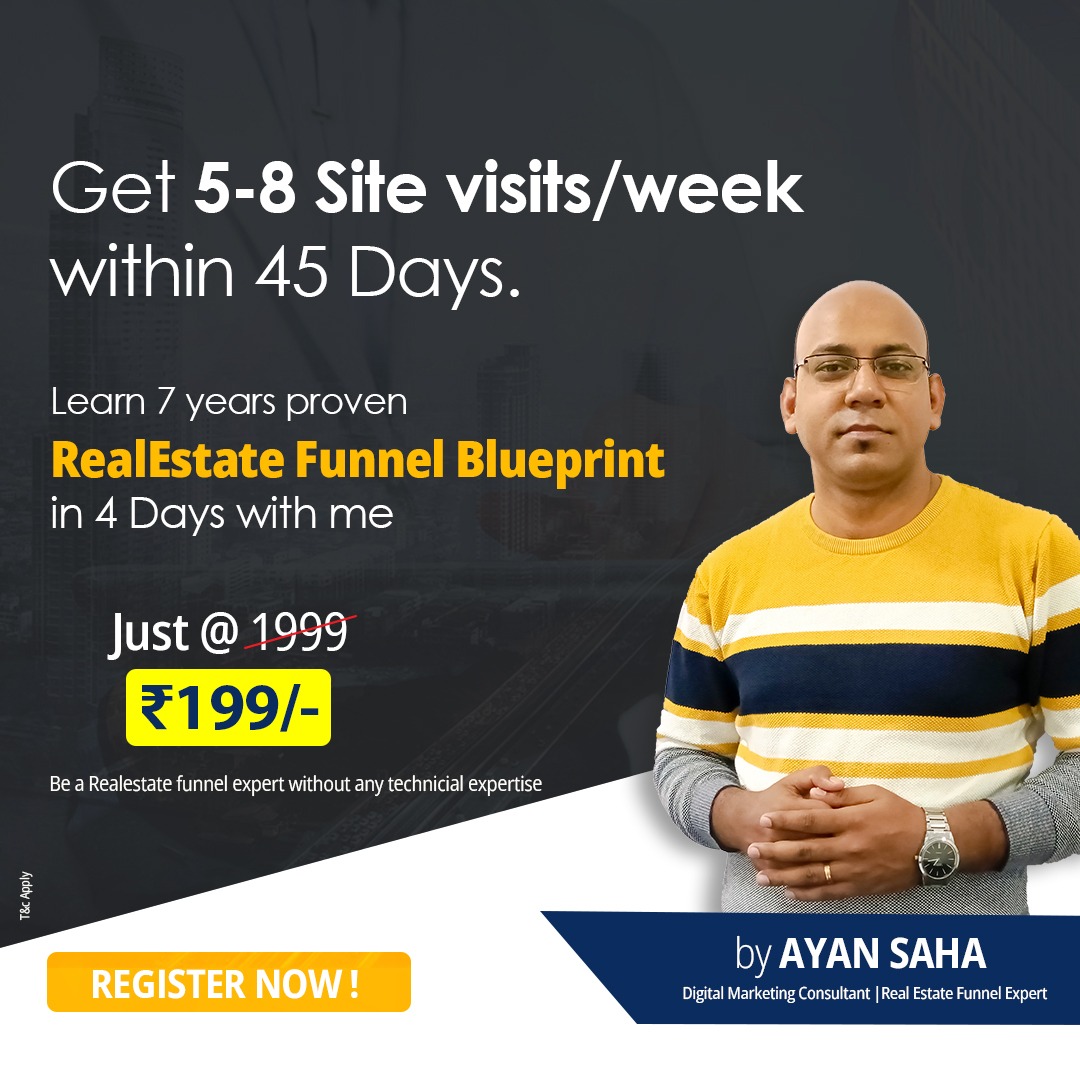 Get 5-8 Site visits/week
within 45 Days.
Learn 7 years proven
RealEstate Funnel Blueprint
in 4 Days with me
Just @ 1999
₹199/-
Be a Realestate funnel expert without any technicial expertise
T&c Apply
REGISTER NOW !
by AYAN SAHA
Digital Marketing Consultant |Real Estate Funnel Expert